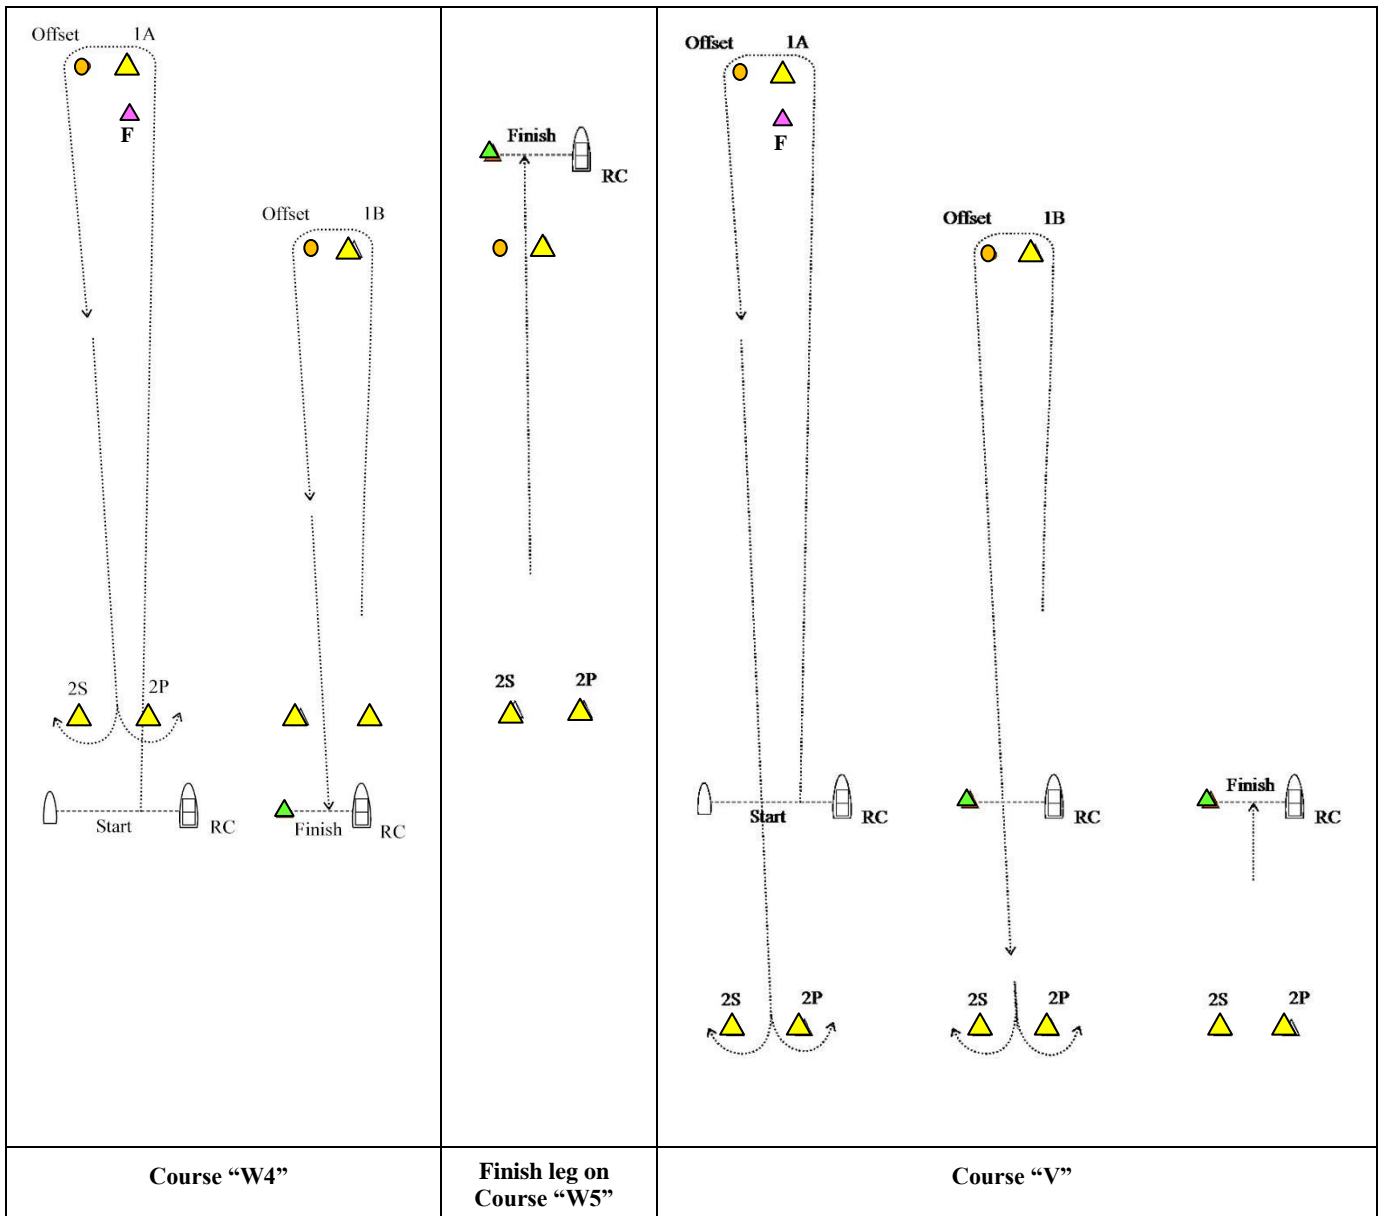 Offset 1A
F
Offset 1B
2S 2P
Start RC
Finish RC
Finish
RC
2S 2P
Offset 1A
F
Offset 1B
Start RC
RC
Finish
RC
2S 2P
2S 2P
2S 2P
Course “W4”
Finish leg on
Course “W5”
Course “V”